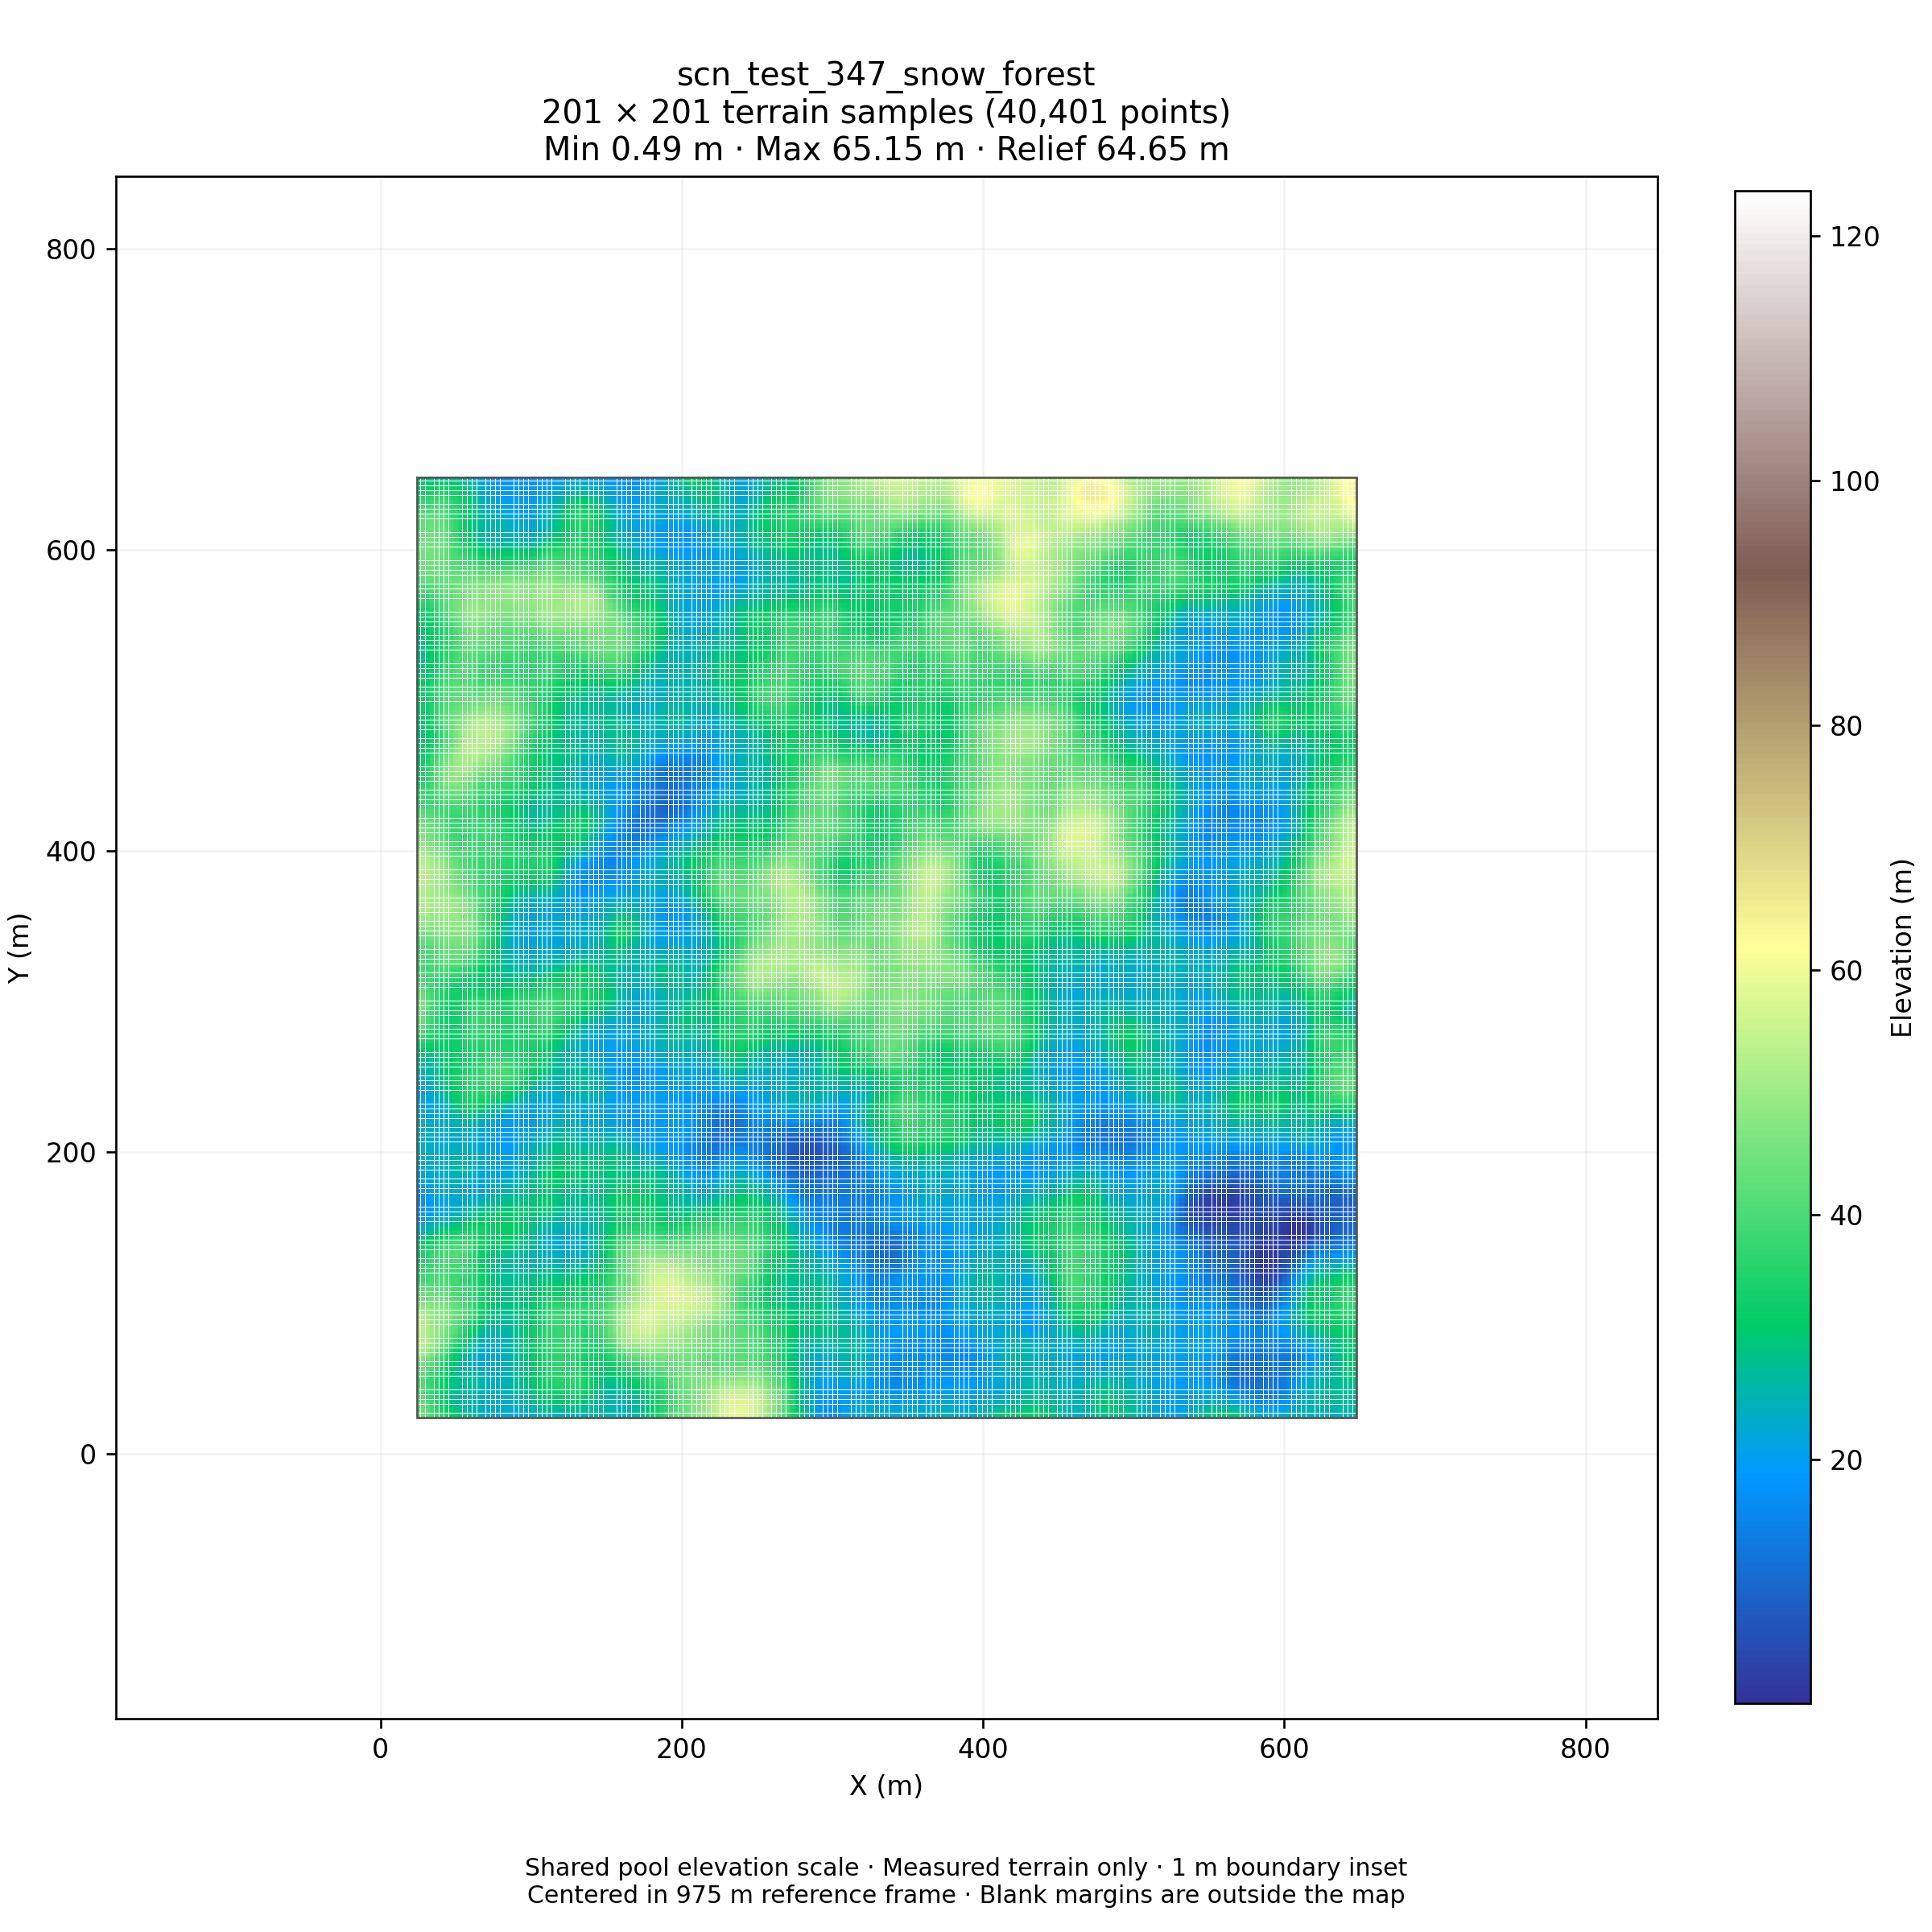 scn_test_347_snow_forest
201 × 201 terrain samples (40,401 points)
Min 0.49 m · Max 65.15 m · Relief 64.65 m
800
600
400
200
0
Y (m)
0
200
400
600
800
X (m)
120
100
80
60
40
20
Elevation (m)
Shared pool elevation scale · Measured terrain only · 1 m boundary inset
Centered in 975 m reference frame · Blank margins are outside the map